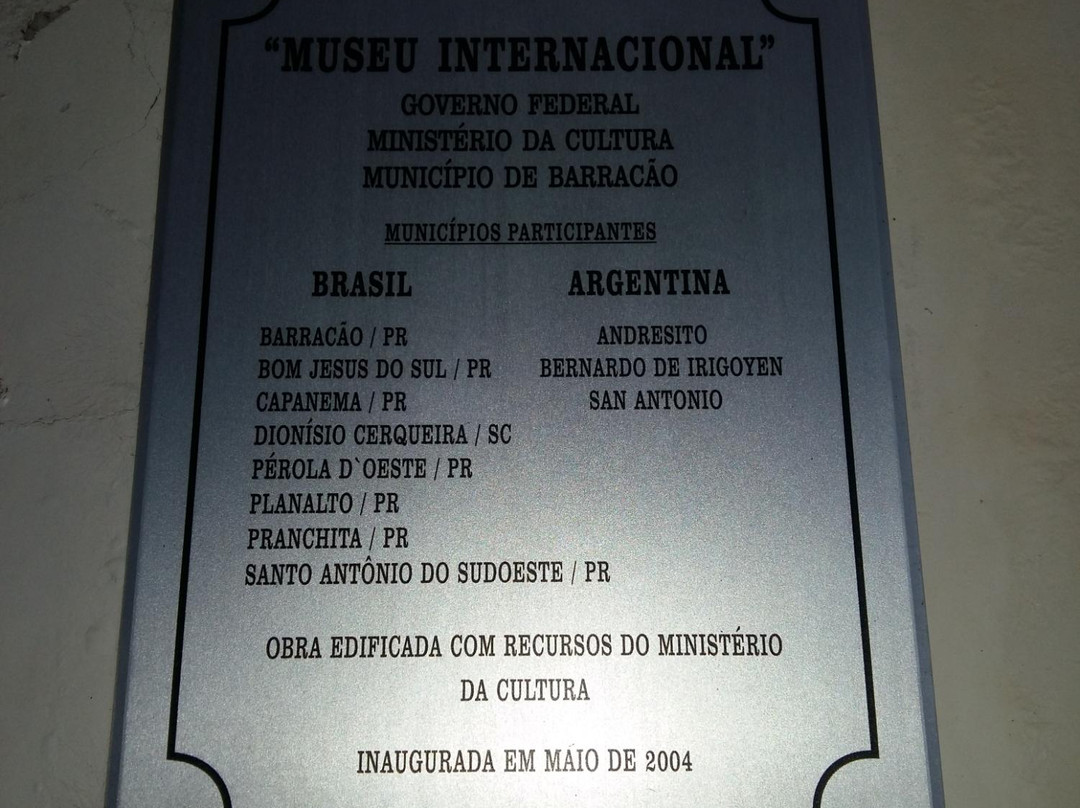 “MUSEU INTERNACIONAL”
GOVERNO FEDERAL
MINISTÉRIO DA CULTURA
MUNICÍPIO DE BARRACÃO
MUNICÍPIOS PARTICIPANTES
BRASIL
BARRACÃO / PR
BOM JESUS DO SUL / PR
CAPANEMA / PR
DIONÍSIO CERQUEIRA / SC
PÉROLA D`OESTE / PR
PLANALTO / PR
PRANCHITA / PR
SANTO ANTÔNIO DO SUDOESTE / PR
ARGENTINA
ANDRESITO
BERNARDO DE IRIGOYEN
SAN ANTONIO
OBRA EDIFICADA COM RECURSOS DO MINISTÉRIO
DA CULTURA
INAUGURADA EM MAIO DE 2004